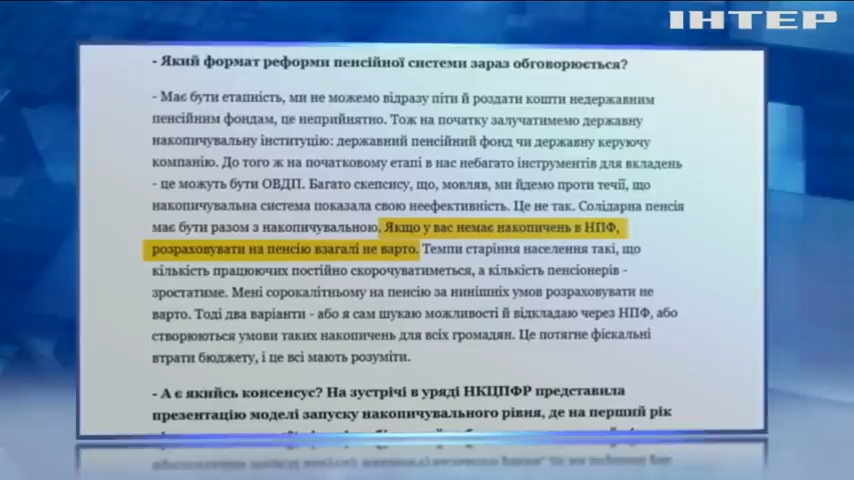 ІНТЕР
- Який формат реформи пенсійної системи зараз обговорюється?
- Має бути етапність, ми не можемо відразу піти й роздати кошти недержавним
пенсійним фондам, це неприйнятно. Тож на початку залучатимемо державну
накопичувальну інституцію: державний пенсійний фонд чи державну керуючу
компанію. До того ж на початковому етапі в нас небагато інструментів для вкладень
- це можуть бути ОВДП. Багато скепсису, що, мовляв, ми йдемо проти течії, що
накопичувальна система показала свою неефективність. Це не так. Солідарна пенсія
має бути разом з накопичувальною. Якщо у вас немає накопичень в НПФ,
розраховувати на пенсію взагалі не варто. Темпи старіння населення такі, що
кількість працюючих постійно скорочуватиметься, а кількість пенсіонерів -
зростатиме. Мені сорокалітньому на пенсію за нинішніх умов розраховувати не
варто. Тоді два варіанти - або я сам шукаю можливості й відкладаю через НПФ, або
створюються умови таких накопичень для всіх громадян. Це потягне фіскальні
втрати бюджету, і це всі мають розуміти.
- А є якийсь консенсус? На зустрічі в уряді НКЦПФР представила
презентацію моделі запуску накопичувального рівня, де на перший рік